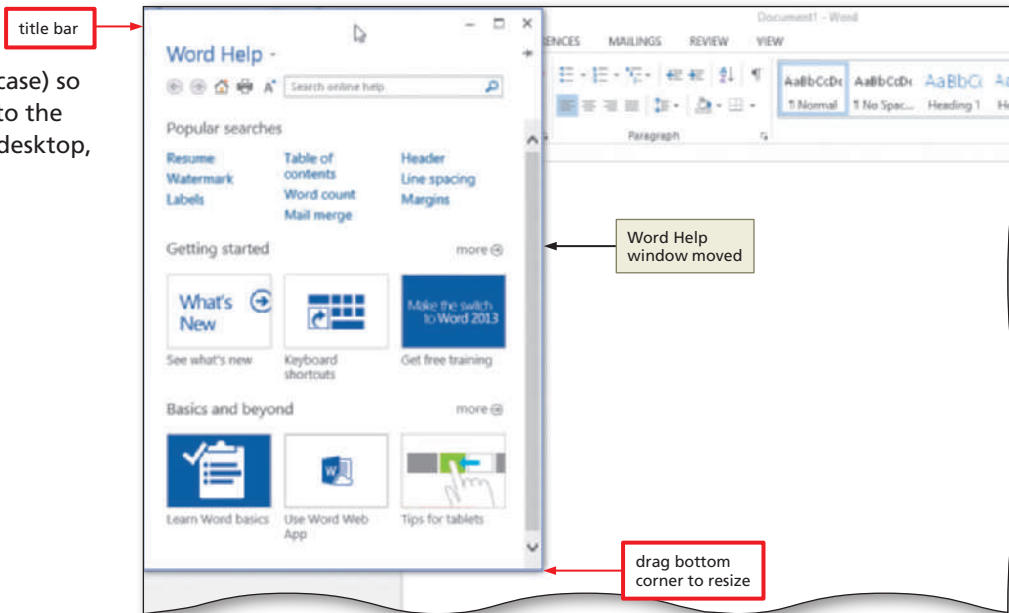 title bar
case) so
to the
desktop,
Document1 - Word
ENCES MAILINGS REVIEW VIEW
Word Help
Search online help
AaBbCcDc AaBbCcDc AaBbCc
¶ Normal ¶ No Spac... Heading 1
Paragraph
Popular searches
Resume
Watermark
Labels
Table of
contents
Word count
Mail merge
Header
Line spacing
Margins
Word Help
window moved
Getting started more
What's
New
Make the switch
to Word 2013
See what's new
Keyboard
shortcuts
Get free training
Basics and beyond more
Learn Word basics
Use Word Web
App
Tips for tablets
drag bottom
corner to resize